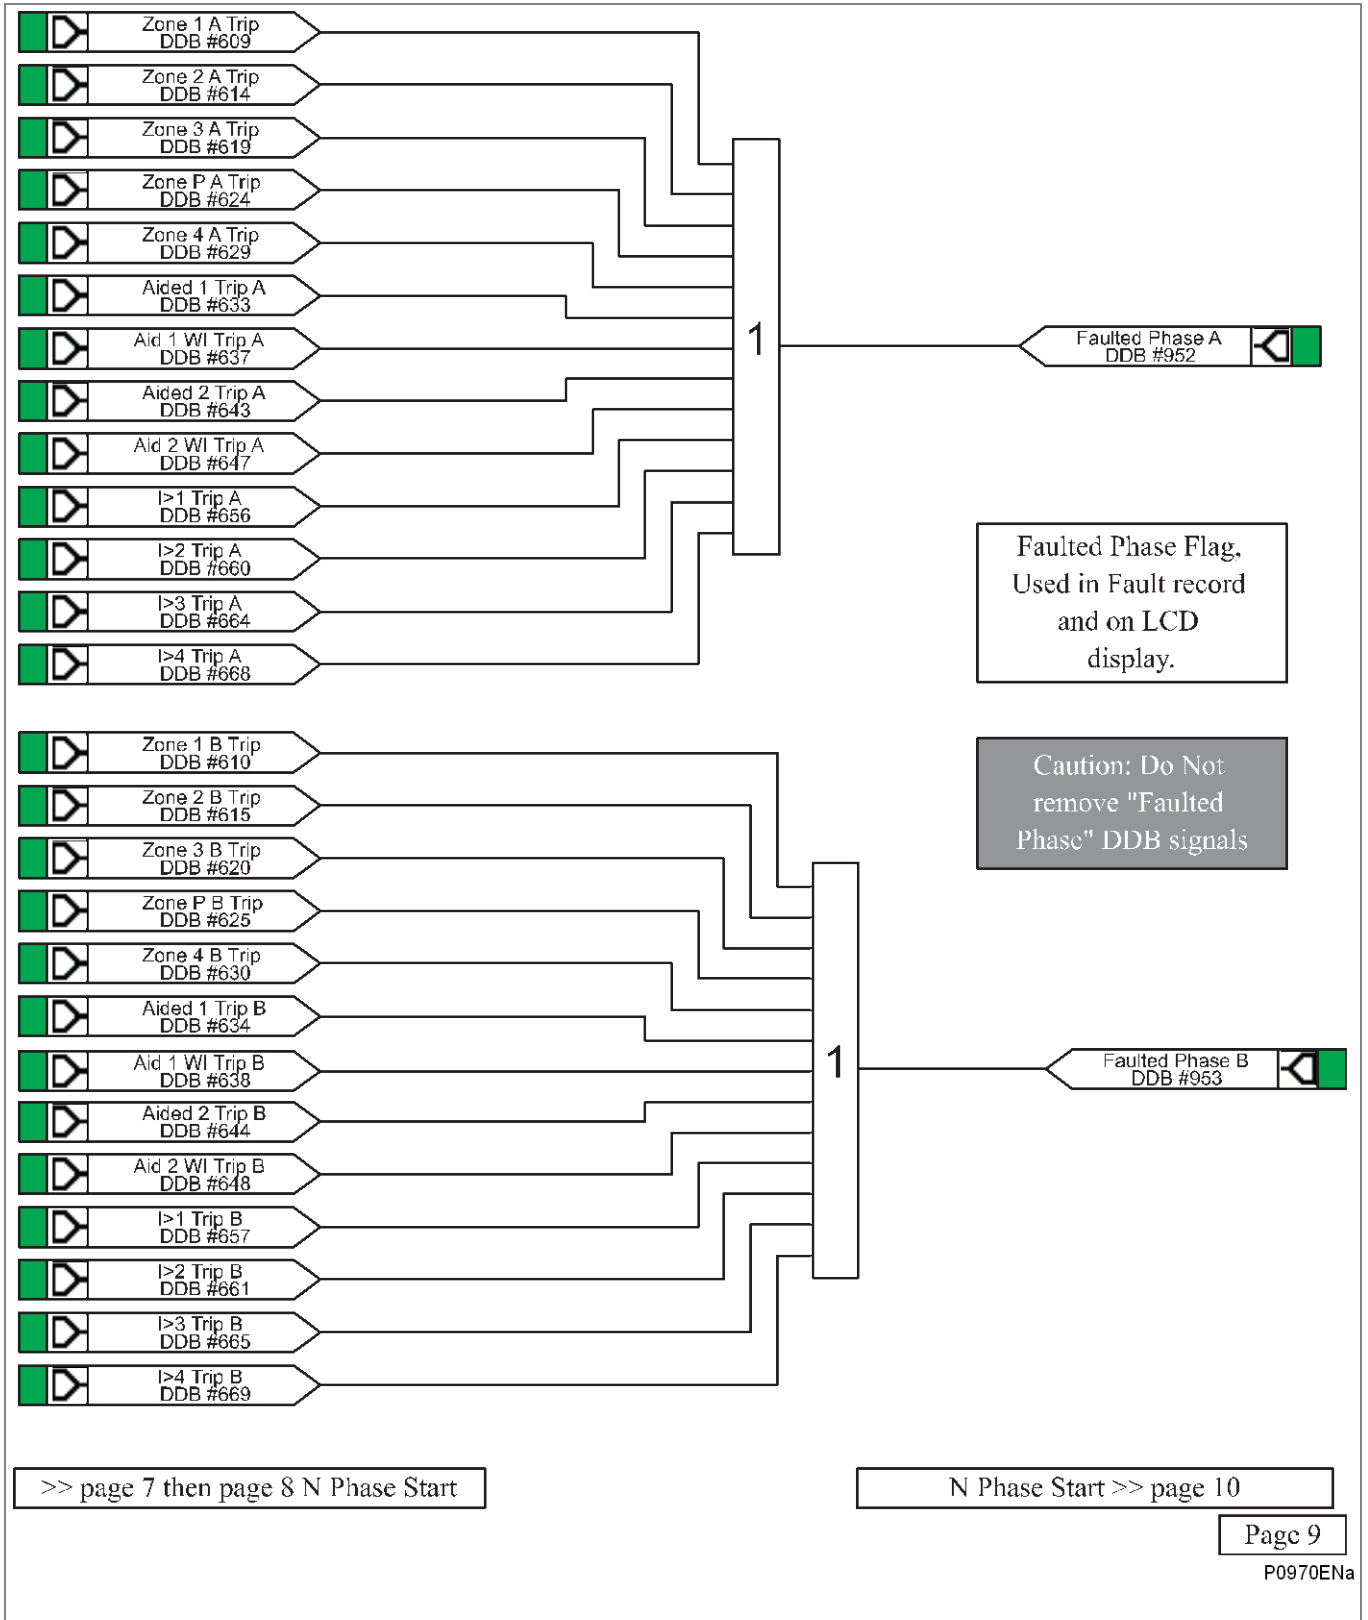 Zone 1 A Trip
DDB #609
Zone 2 A Trip
DDB #614
Zone 3 A Trip
DDB #619
Zone P A Trip
DDB #624
Zone 4 A Trip
DDB #629
Aided 1 Trip A
DDB #633
Aid 1 WI Trip A
DDB #637
Aided 2 Trip A
DDB #643
Aid 2 WI Trip A
DDB #647
I>1 Trip A
DDB #656
I>2 Trip A
DDB #660
I>3 Trip A
DDB #664
I>4 Trip A
DDB #668
1
Faulted Phase A
DDB #952
Faulted Phase Flag,
Used in Fault record
and on LCD
display.
Caution: Do Not
remove "Faulted
Phase" DDB signals
Zone 1 B Trip
DDB #610
Zone 2 B Trip
DDB #615
Zone 3 B Trip
DDB #620
Zone P B Trip
DDB #625
Zone 4 B Trip
DDB #630
Aided 1 Trip B
DDB #634
Aid 1 WI Trip B
DDB #638
Aided 2 Trip B
DDB #644
Aid 2 WI Trip B
DDB #648
I>1 Trip B
DDB #657
I>2 Trip B
DDB #661
I>3 Trip B
DDB #665
I>4 Trip B
DDB #669
1
Faulted Phase B
DDB #953
>> page 7 then page 8 N Phase Start
N Phase Start >> page 10
Page 9
P0970ENa